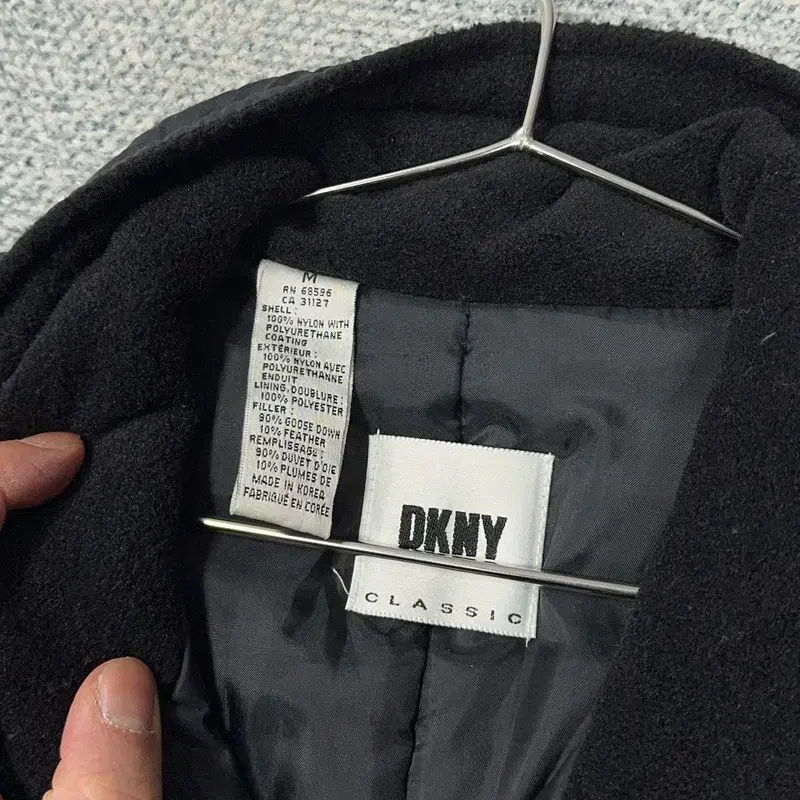 M
RN 68596
CA 31127
SHELL :
100% NYLON WITH
POLYURETHANE
COATING
EXTÉRIEUR :
100% NYLON AVEC
POLYURETHANNE
ENDUIT
LINING, DOUBLURE :
100% POLYESTER
FILLER :
90% GOOSE DOWN
10% FEATHER
REMPLISSAGE :
90% DUVET D'OIE
10% PLUMES DE
MADE IN KOREA
FABRIQUÉ EN CORÉE
DKNY
CLASSIC